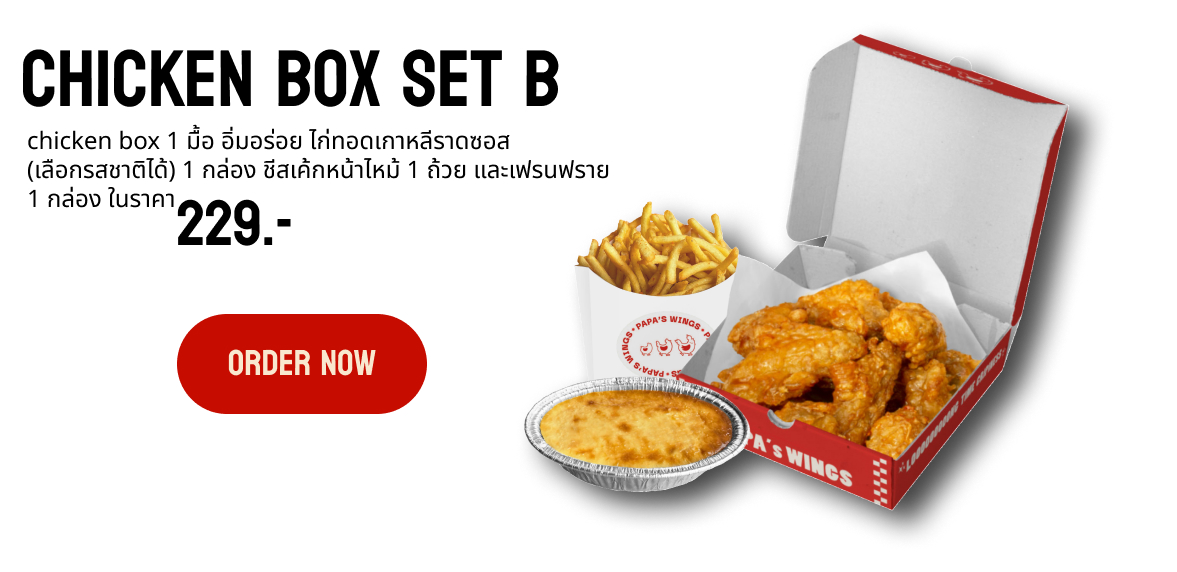 CHICKEN BOX SET B
chicken box 1 มื้อ อิ่มอร่อย ไก่ทอดเกาหลีราดซอส
(เลือกรสชาติได้) 1 กล่อง ชีสเค้กหน้าไหม้ 1 ถ้วย และเฟรนฟราย
1 กล่อง ในราคา 229.-
ORDER NOW
PAPA'S WINGS
PA'S WINGS